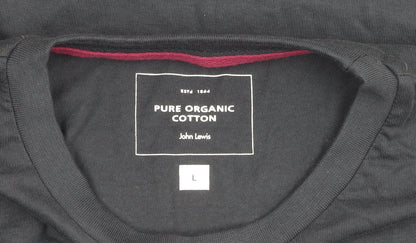 ESTD 1864
PURE ORGANIC
COTTON
John Lewis
L